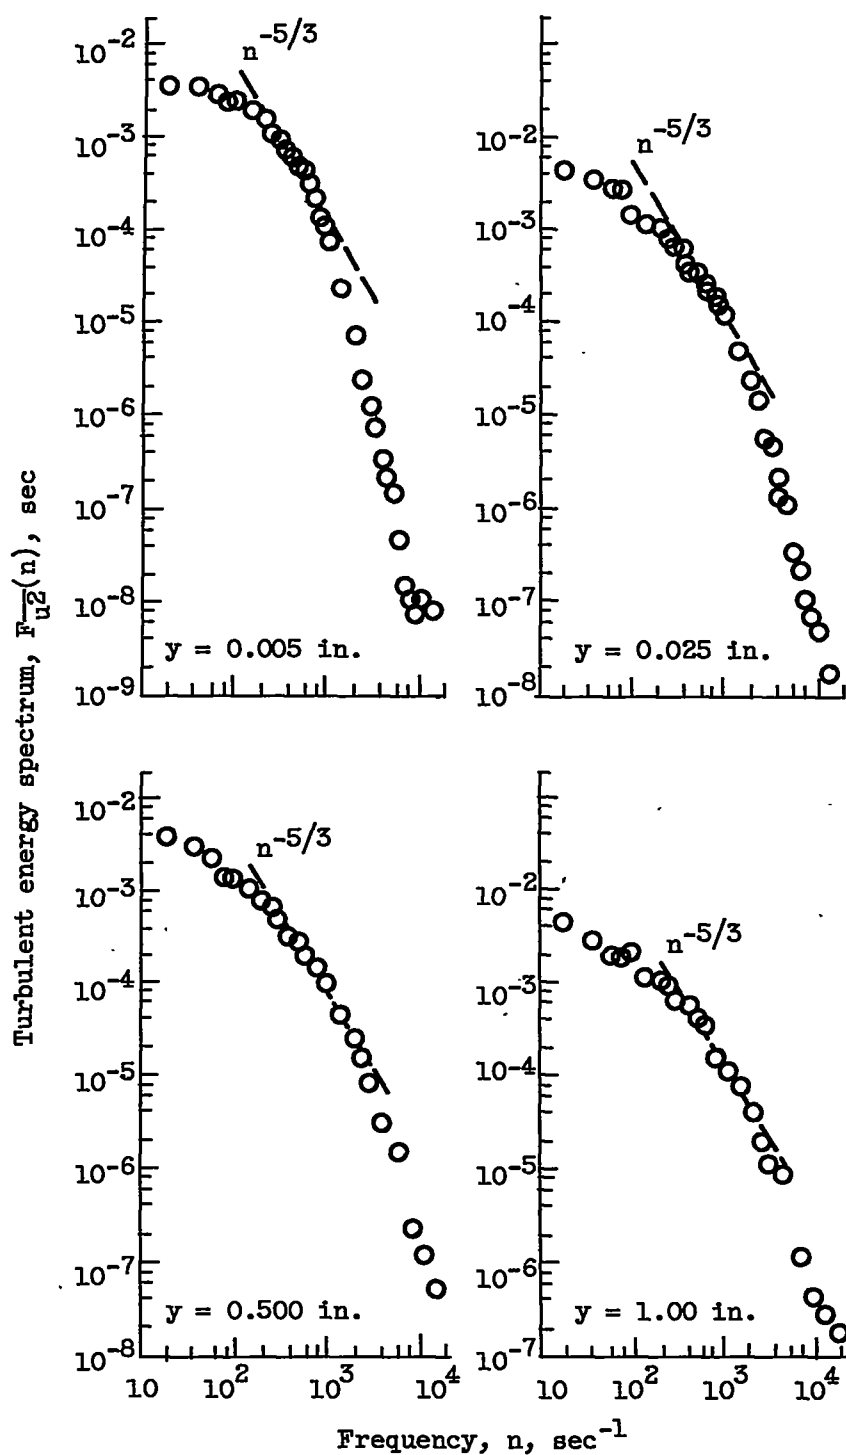 Turbulent energy spectrum, F_{\overline{u^2}}(n), sec
10^{-2}
10^{-3}
10^{-4}
10^{-5}
10^{-6}
10^{-7}
10^{-8}
10^{-9}
n^{-5/3}
y = 0.005 in.
10^{-2}
10^{-3}
10^{-4}
10^{-5}
10^{-6}
10^{-7}
10^{-8}
n^{-5/3}
y = 0.025 in.
10^{-2}
10^{-3}
10^{-4}
10^{-5}
10^{-6}
10^{-7}
10^{-8}
n^{-5/3}
y = 0.500 in.
10 10^2 10^3 10^4
10^{-2}
10^{-3}
10^{-4}
10^{-5}
10^{-6}
10^{-7}
n^{-5/3}
y = 1.00 in.
10 10^2 10^3 10^4
Frequency, n, sec^{-1}